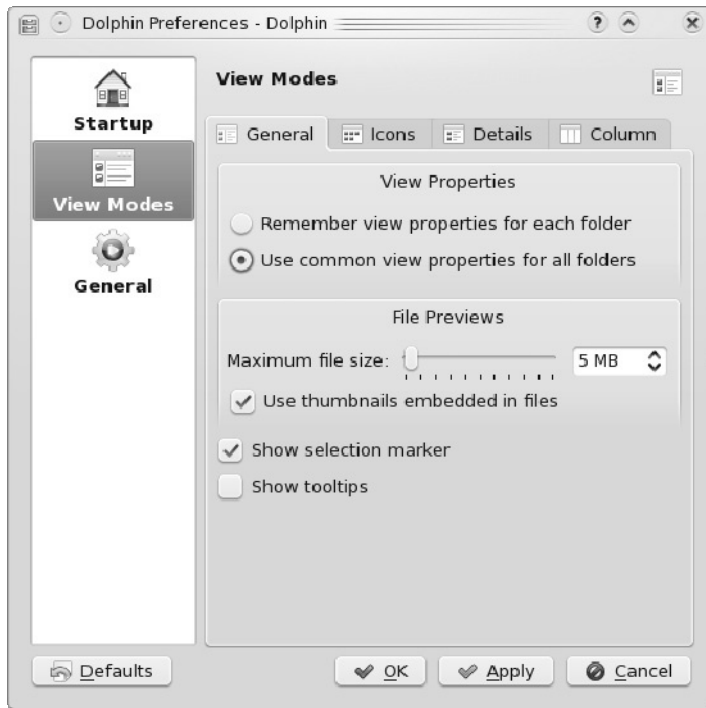 Dolphin Preferences - Dolphin
Startup
View Modes
General
View Modes
General Icons Details Column
View Properties
Remember view properties for each folder
Use common view properties for all folders
File Previews
Maximum file size: 5 MB
Use thumbnails embedded in files
Show selection marker
Show tooltips
Defaults OK Apply Cancel